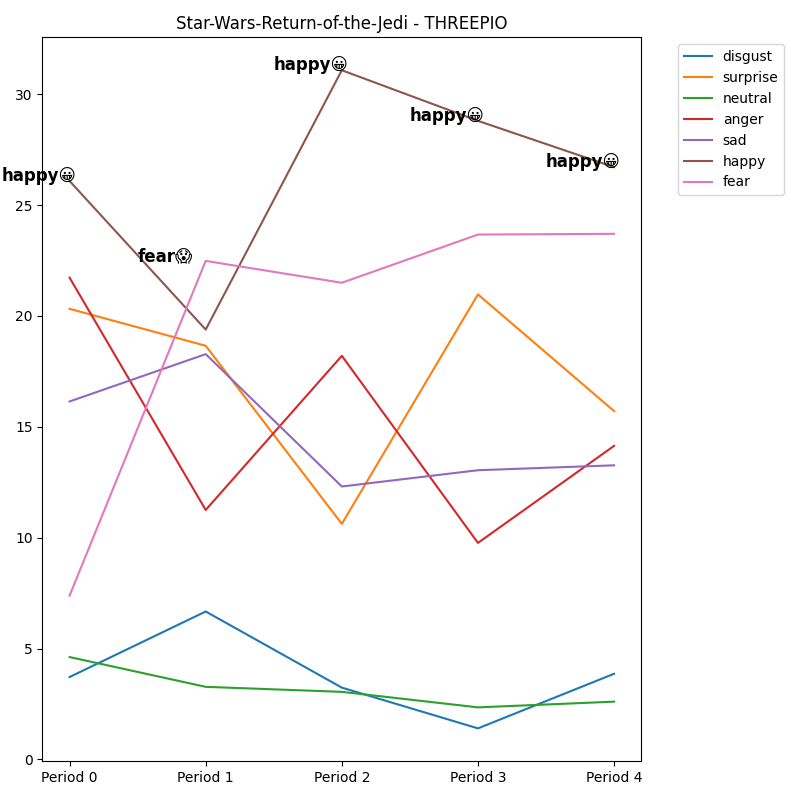 Star-Wars-Return-of-the-Jedi - THREEPIO
happy😀
happy😀
happy😀
happy😀
fear😱
30
25
20
15
10
5
0
Period 0
Period 1
Period 2
Period 3
Period 4
disgust
surprise
neutral
anger
sad
happy
fear